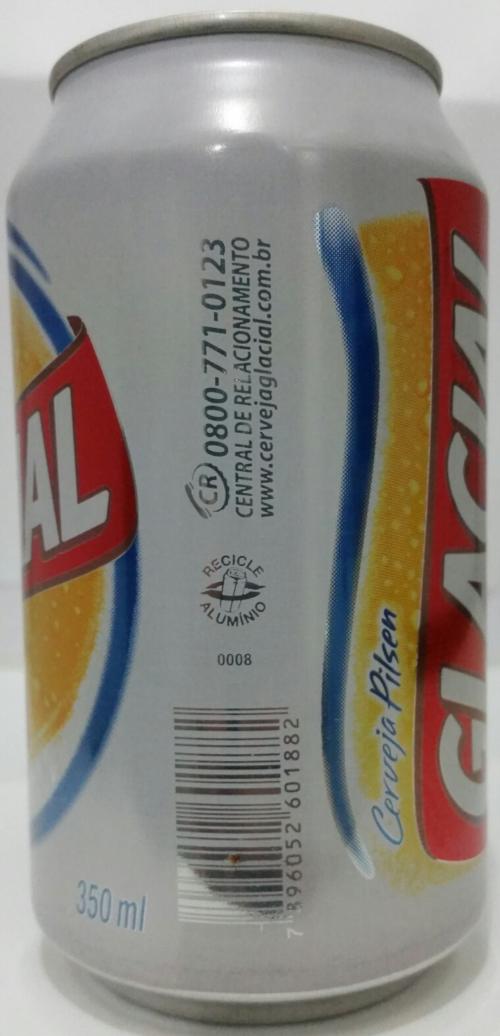 AL
350 ml
CR 0800-771-0123
CENTRAL DE RELACIONAMENTO
www.cervejaglacial.com.br
RECICLE
ALUMÍNIO
0008
7 896052 601882
Cerveja Pilsen
GLACIAL